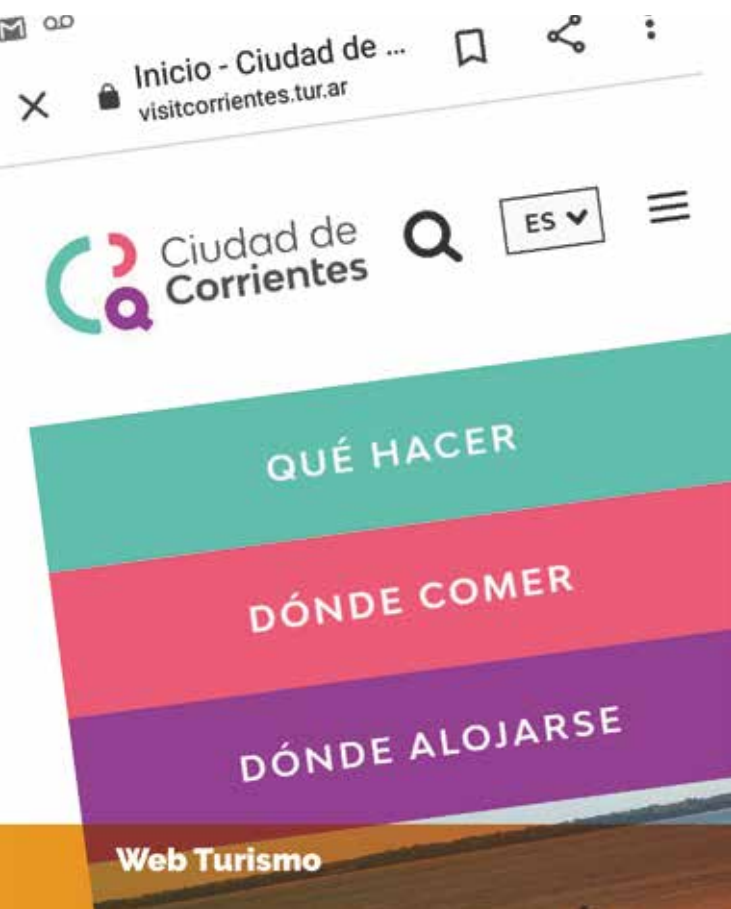 Inicio - Ciudad de ...
visitcorrientes.tur.ar
Ciudad de
Corrientes
ES
QUÉ HACER
DÓNDE COMER
DÓNDE ALOJARSE
Web Turismo